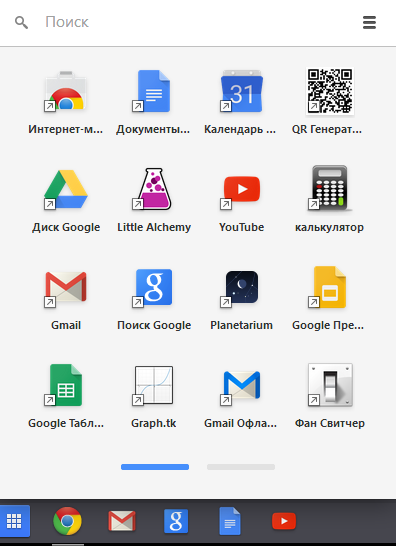 Поиск
Интернет-м...
Документы...
Календарь ...
QR Генерат...
31
Диск Google
Little Alchemy
YouTube
калькулятор
g
Gmail
Поиск Google
Planetarium
Google Пре...
Google Табл...
Graph.tk
Gmail Офла...
Фан Свитчер
g